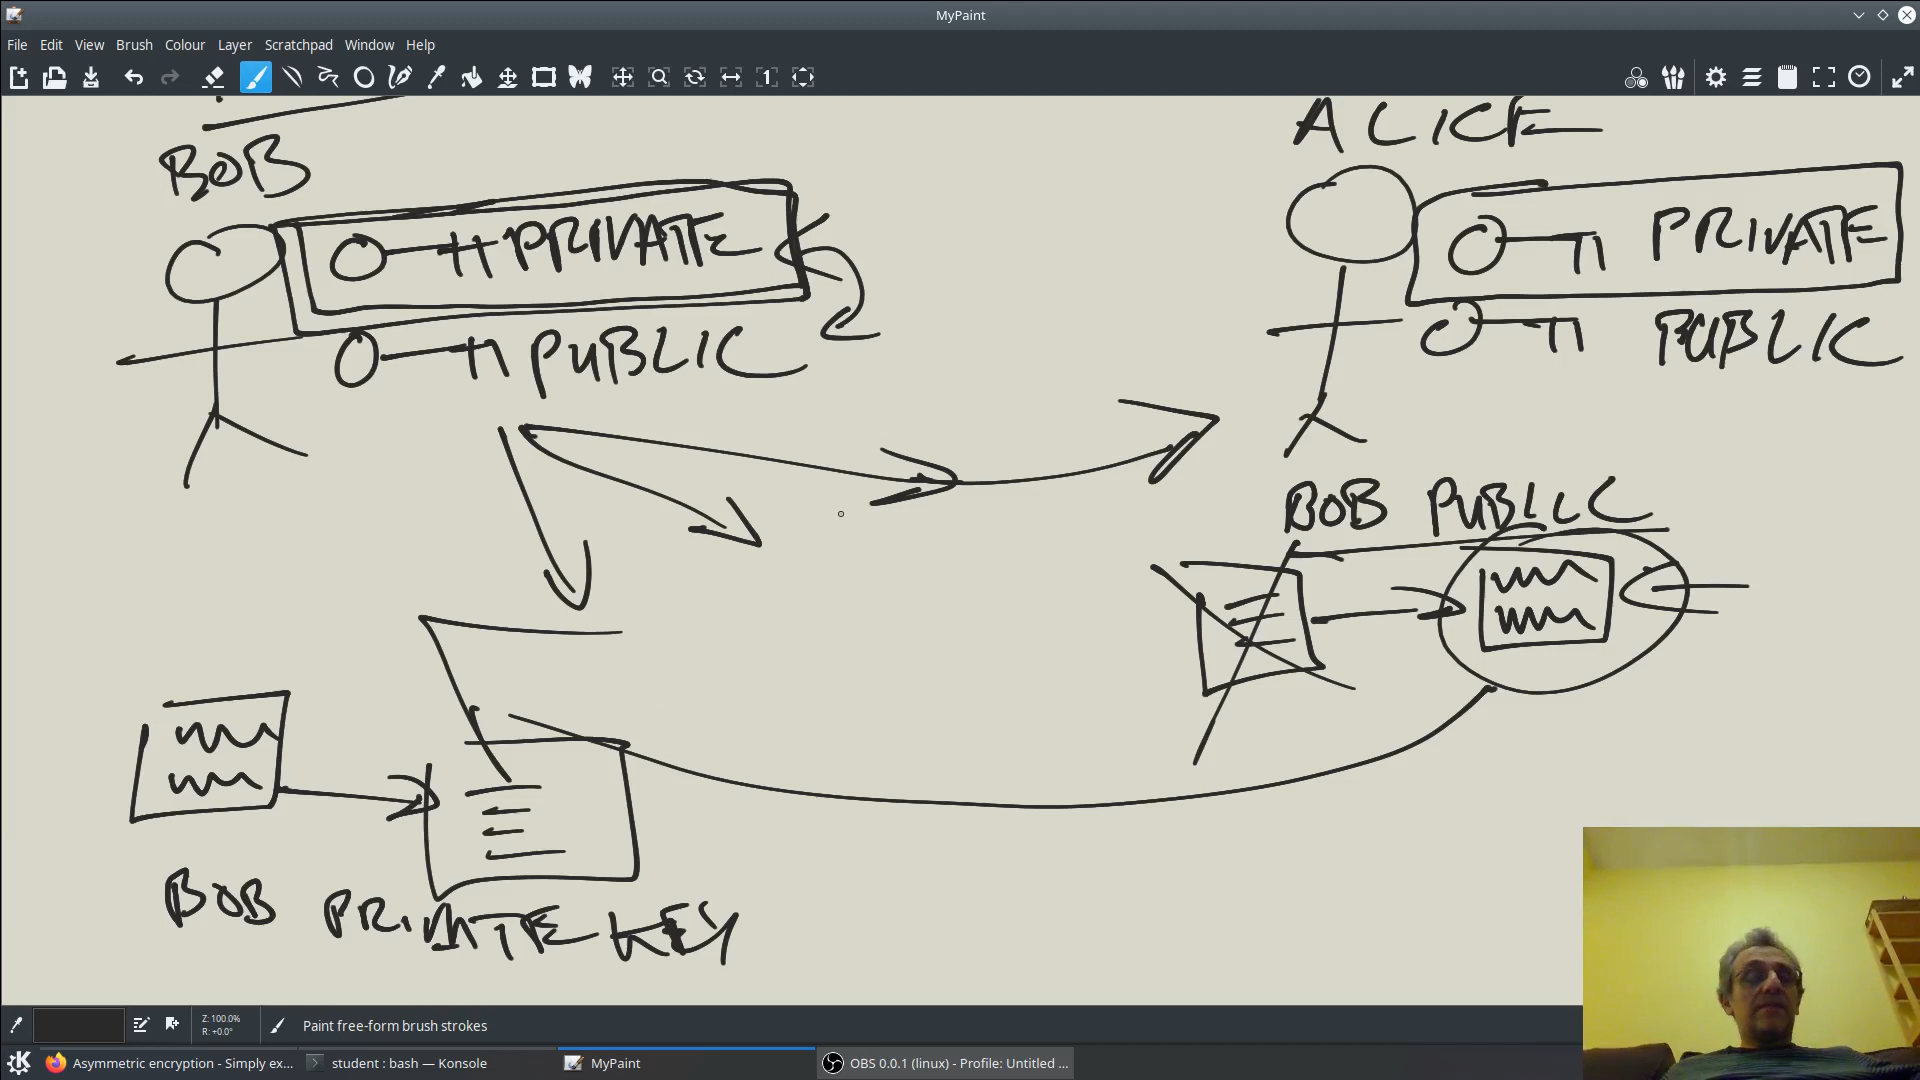 MyPaint
File Edit View Brush Colour Layer Scratchpad Window Help
1
BOB
ALICE
PRIVATE
PRIVATE
PUBLIC
PUBLIC
BOB PUBLIC
BOB PRIVATE KEY
Z: 100.0%
R: +0.0°
Paint free-form brush strokes
Asymmetric encryption - Simply ex...
student : bash — Konsole
MyPaint
OBS 0.0.1 (linux) - Profile: Untitled ...